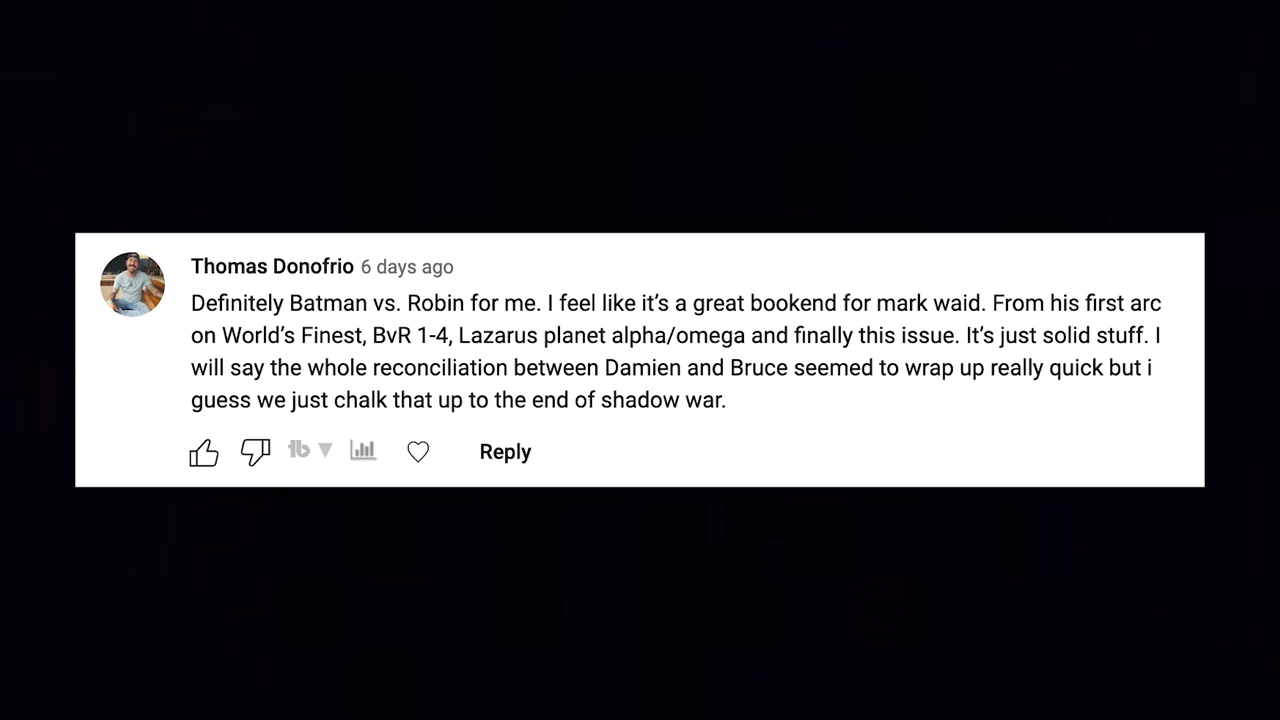 Thomas Donofrio 6 days ago
Definitely Batman vs. Robin for me. I feel like it’s a great bookend for mark waid. From his first arc
on World’s Finest, BvR 1-4, Lazarus planet alpha/omega and finally this issue. It’s just solid stuff. I
will say the whole reconciliation between Damien and Bruce seemed to wrap up really quick but i
guess we just chalk that up to the end of shadow war.
tb Reply